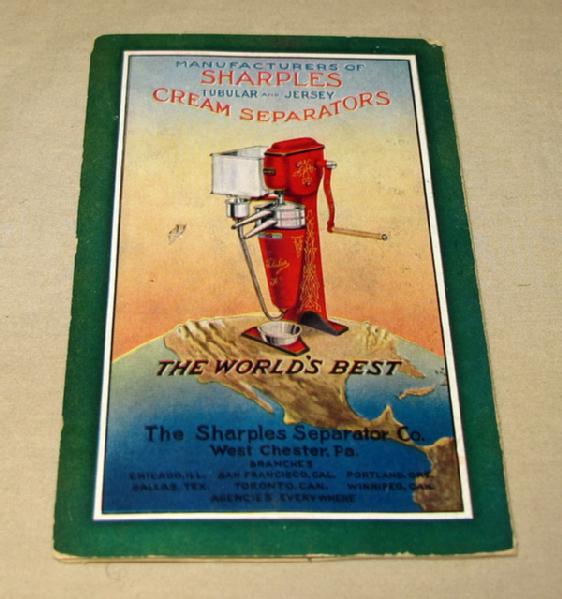 MANUFACTURERS OF
SHARPLES
TUBULAR AND JERSEY
CREAM SEPARATORS
THE WORLD'S BEST
The Sharples Separator Co.
West Chester, Pa.
BRANCHES
CHICAGO, ILL. SAN FRANCISCO, CAL. PORTLAND, ORE.
DALLAS, TEX. TORONTO, CAN. WINNIPEG, CAN.
AGENCIES EVERYWHERE